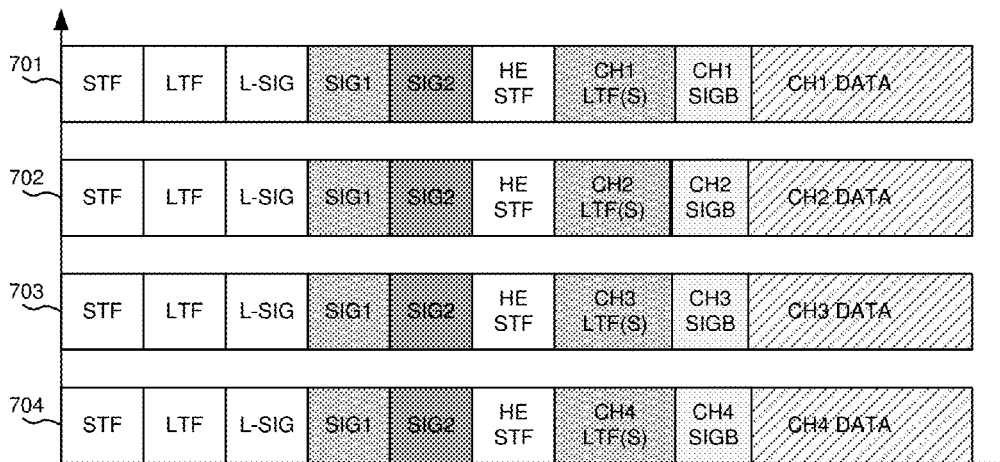 701
STF LTF L-SIG SIG1 SIG2 HE STF CH1 LTF(S) CH1 SIGB CH1 DATA
702
STF LTF L-SIG SIG1 SIG2 HE STF CH2 LTF(S) CH2 SIGB CH2 DATA
703
STF LTF L-SIG SIG1 SIG2 HE STF CH3 LTF(S) CH3 SIGB CH3 DATA
704
STF LTF L-SIG SIG1 SIG2 HE STF CH4 LTF(S) CH4 SIGB CH4 DATA